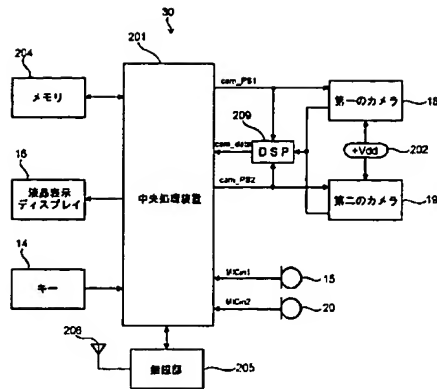 30
204
201
メモリ
cam_PS1
第一のカメラ
18
209
DSP
cam_data
+Vdd
202
16
液晶表示
ディスプレイ
中央処理装置
cam_PS2
第二のカメラ
19
14
キー
MICin1
15
MICin2
20
206
無線部
205